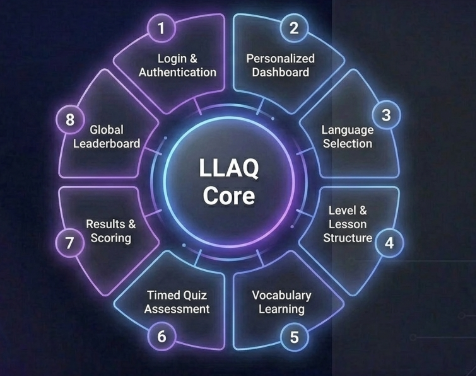 1
Login &
Authentication
2
Personalized
Dashboard
3
Language
Selection
4
Level &
Lesson
Structure
5
Vocabulary
Learning
6
Timed Quiz
Assessment
7
Results &
Scoring
8
Global
Leaderboard
LLAQ
Core